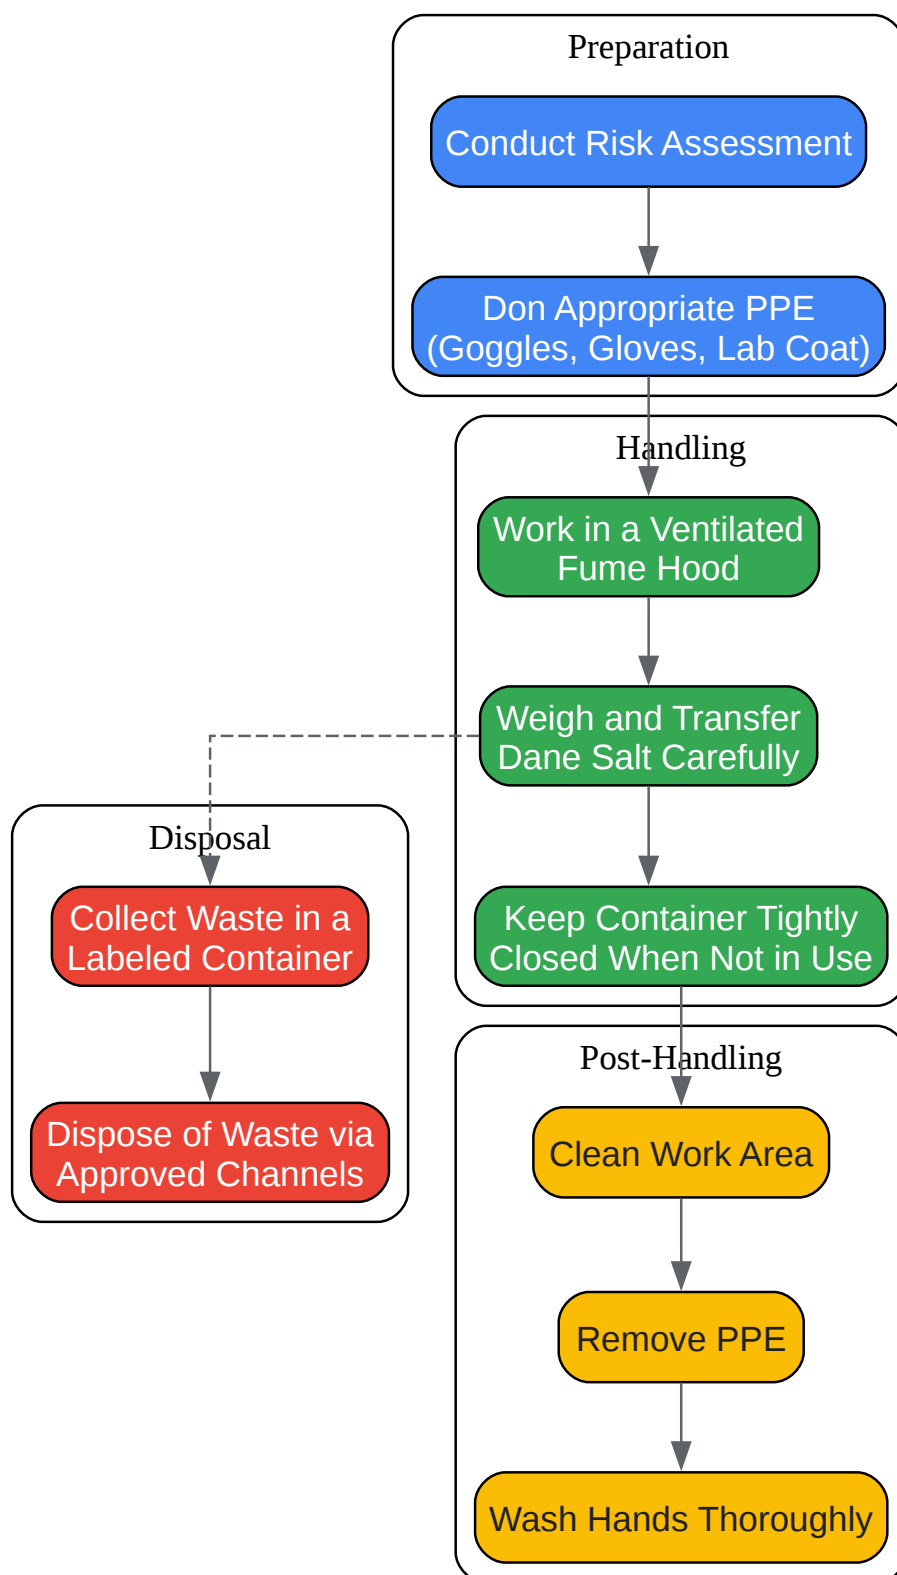 Preparation
Conduct Risk Assessment
Don Appropriate PPE
(Goggles, Gloves, Lab Coat)
Handling
Work in a Ventilated
Fume Hood
Weigh and Transfer
Dane Salt Carefully
Keep Container Tightly
Closed When Not in Use
Disposal
Collect Waste in a
Labeled Container
Dispose of Waste via
Approved Channels
Post-Handling
Clean Work Area
Remove PPE
Wash Hands Thoroughly